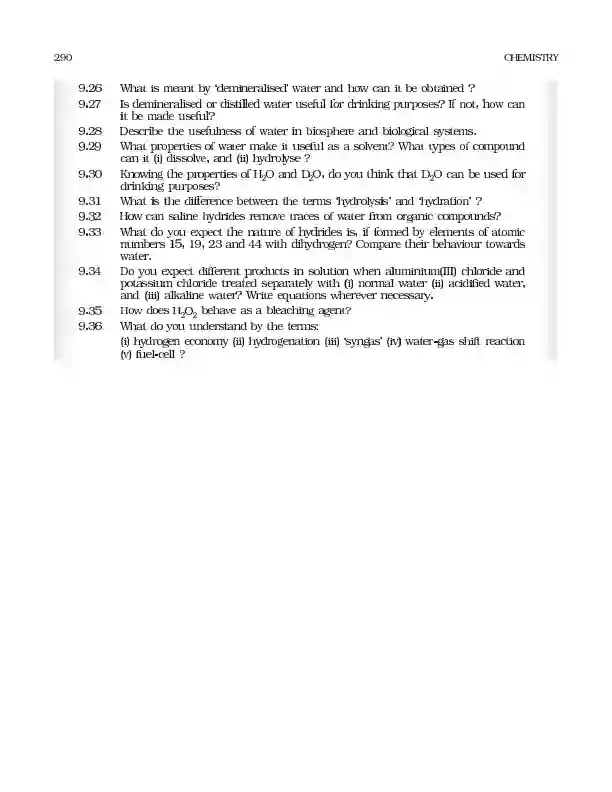 290 CHEMISTRY
9.26 What is meant by ‘demineralised’ water and how can it be obtained ?
9.27 Is demineralised or distilled water useful for drinking purposes? If not, how can
it be made useful?
9.28 Describe the usefulness of water in biosphere and biological systems.
9.29 What properties of water make it useful as a solvent? What types of compound
can it (i) dissolve, and (ii) hydrolyse ?
9.30 Knowing the properties of H₂O and D₂O, do you think that D₂O can be used for
drinking purposes?
9.31 What is the difference between the terms ‘hydrolysis’ and ‘hydration’ ?
9.32 How can saline hydrides remove traces of water from organic compounds?
9.33 What do you expect the nature of hydrides is, if formed by elements of atomic
numbers 15, 19, 23 and 44 with dihydrogen? Compare their behaviour towards
water.
9.34 Do you expect different products in solution when aluminium(III) chloride and
potassium chloride treated separately with (i) normal water (ii) acidified water,
and (iii) alkaline water? Write equations wherever necessary.
9.35 How does H₂O₂ behave as a bleaching agent?
9.36 What do you understand by the terms:
(i) hydrogen economy (ii) hydrogenation (iii) ‘syngas’ (iv) water-gas shift reaction
(v) fuel-cell ?